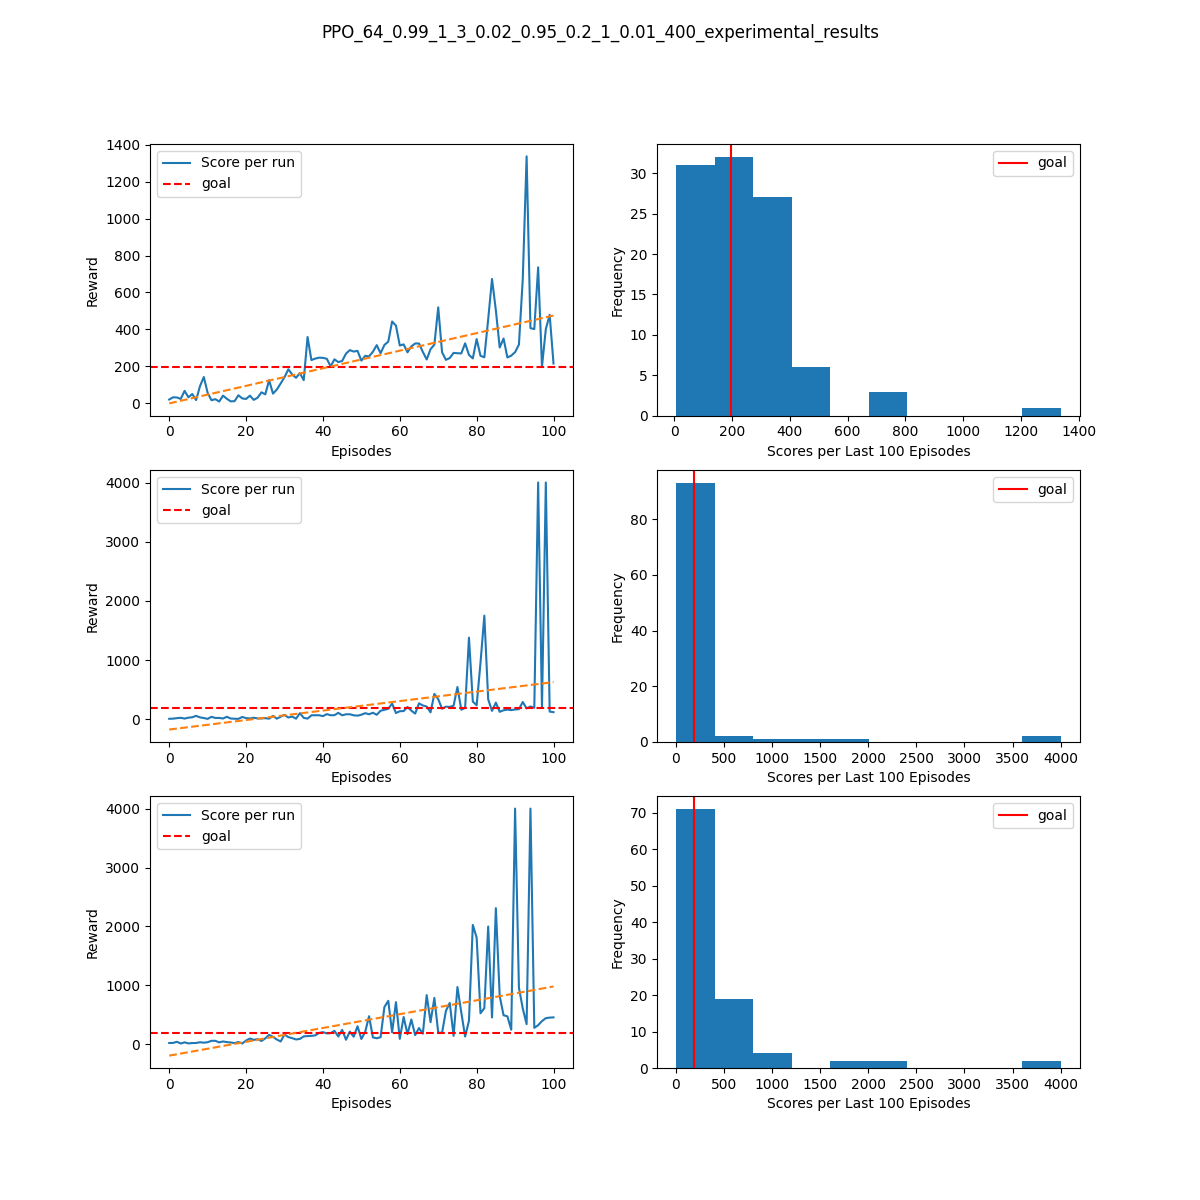 PPO_64_0.99_1_3_0.02_0.95_0.2_1_0.01_400_experimental_results
1400
1200
1000
800
600
400
200
0
Reward
Score per run
goal
0 20 40 60 80 100
Episodes
30
25
20
15
10
5
0
Frequency
goal
0 200 400 600 800 1000 1200 1400
Scores per Last 100 Episodes
4000
3000
2000
1000
0
Reward
Score per run
goal
0 20 40 60 80 100
Episodes
80
60
40
20
0
Frequency
goal
0 500 1000 1500 2000 2500 3000 3500 4000
Scores per Last 100 Episodes
4000
3000
2000
1000
0
Reward
Score per run
goal
0 20 40 60 80 100
Episodes
70
60
50
40
30
20
10
0
Frequency
goal
0 500 1000 1500 2000 2500 3000 3500 4000
Scores per Last 100 Episodes